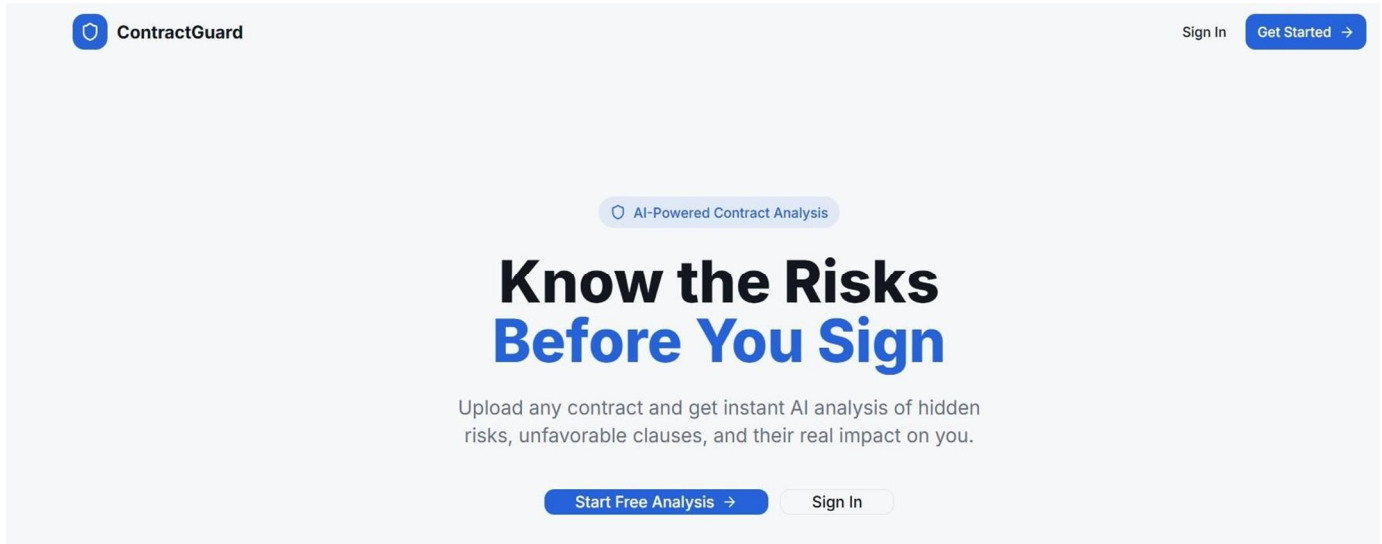 ContractGuard
Sign In
Get Started →
AI-Powered Contract Analysis
Know the Risks
Before You Sign
Upload any contract and get instant AI analysis of hidden
risks, unfavorable clauses, and their real impact on you.
Start Free Analysis →
Sign In